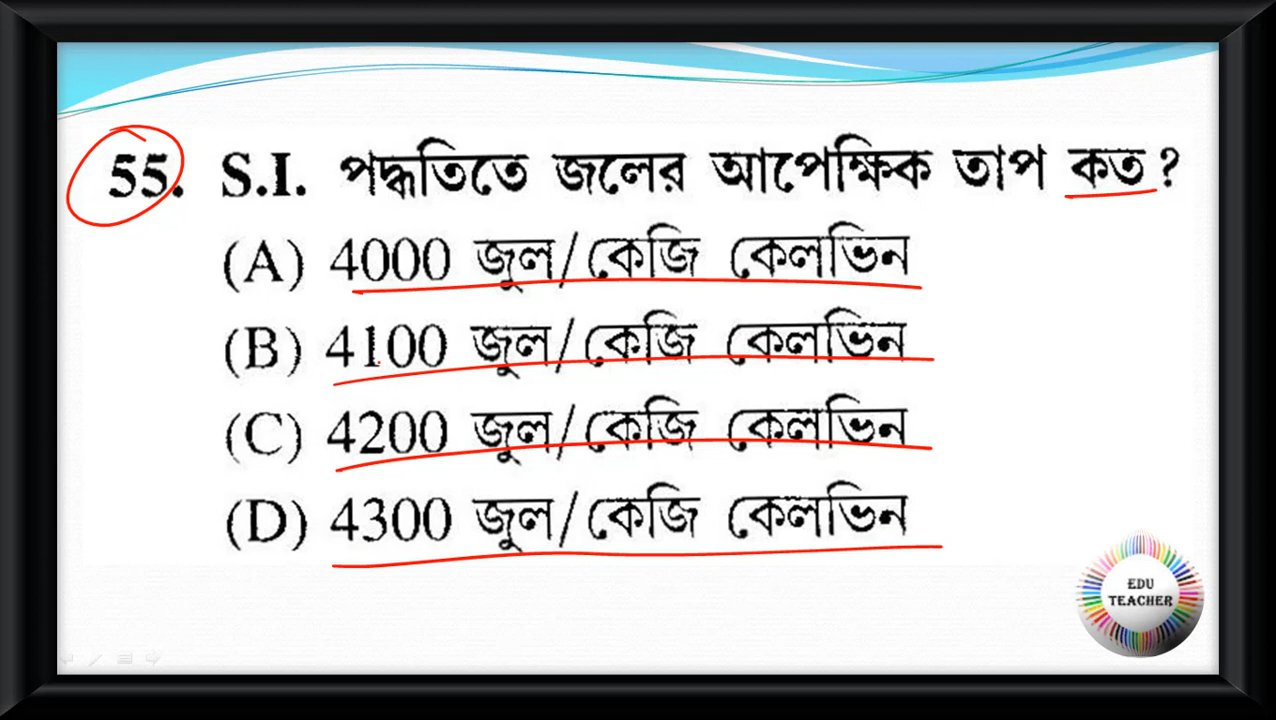 55. S.I. পদ্ধতিতে জলের আপেক্ষিক তাপ কত?
(A) 4000 জুল/কেজি কেলভিন
(B) 4100 জুল/কেজি কেলভিন
(C) 4200 জুল/কেজি কেলভিন
(D) 4300 জুল/কেজি কেলভিন
EDU
TEACHER